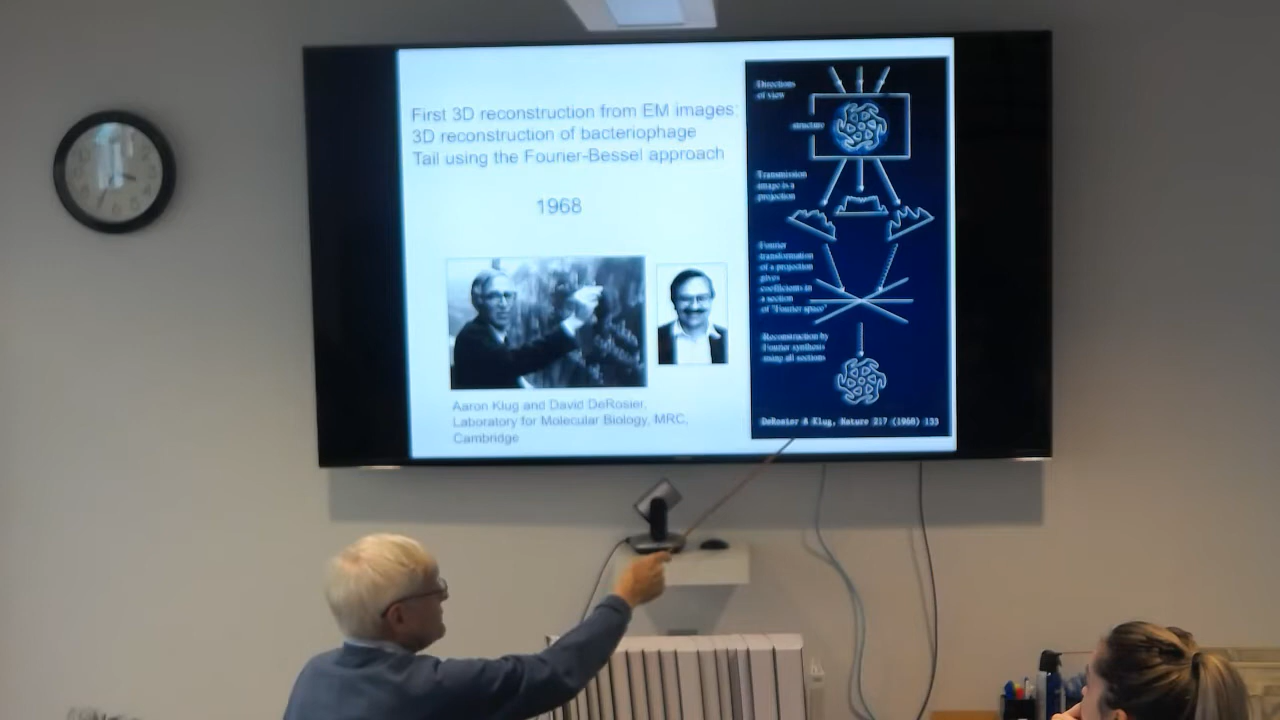 First 3D reconstruction from EM images:
3D reconstruction of bacteriophage
Tail using the Fourier-Bessel approach
1968
Aaron Klug and David DeRosier,
Laboratory for Molecular Biology, MRC,
Cambridge
Directions
of view
structure
Transmission
image is a
projection
Fourier
transformation
of a projection
gives
coefficients in
a section
of "Fourier space"
Reconstruction by
Fourier synthesis
using all sections
DeRosier & Klug, Nature 217 (1968) 133